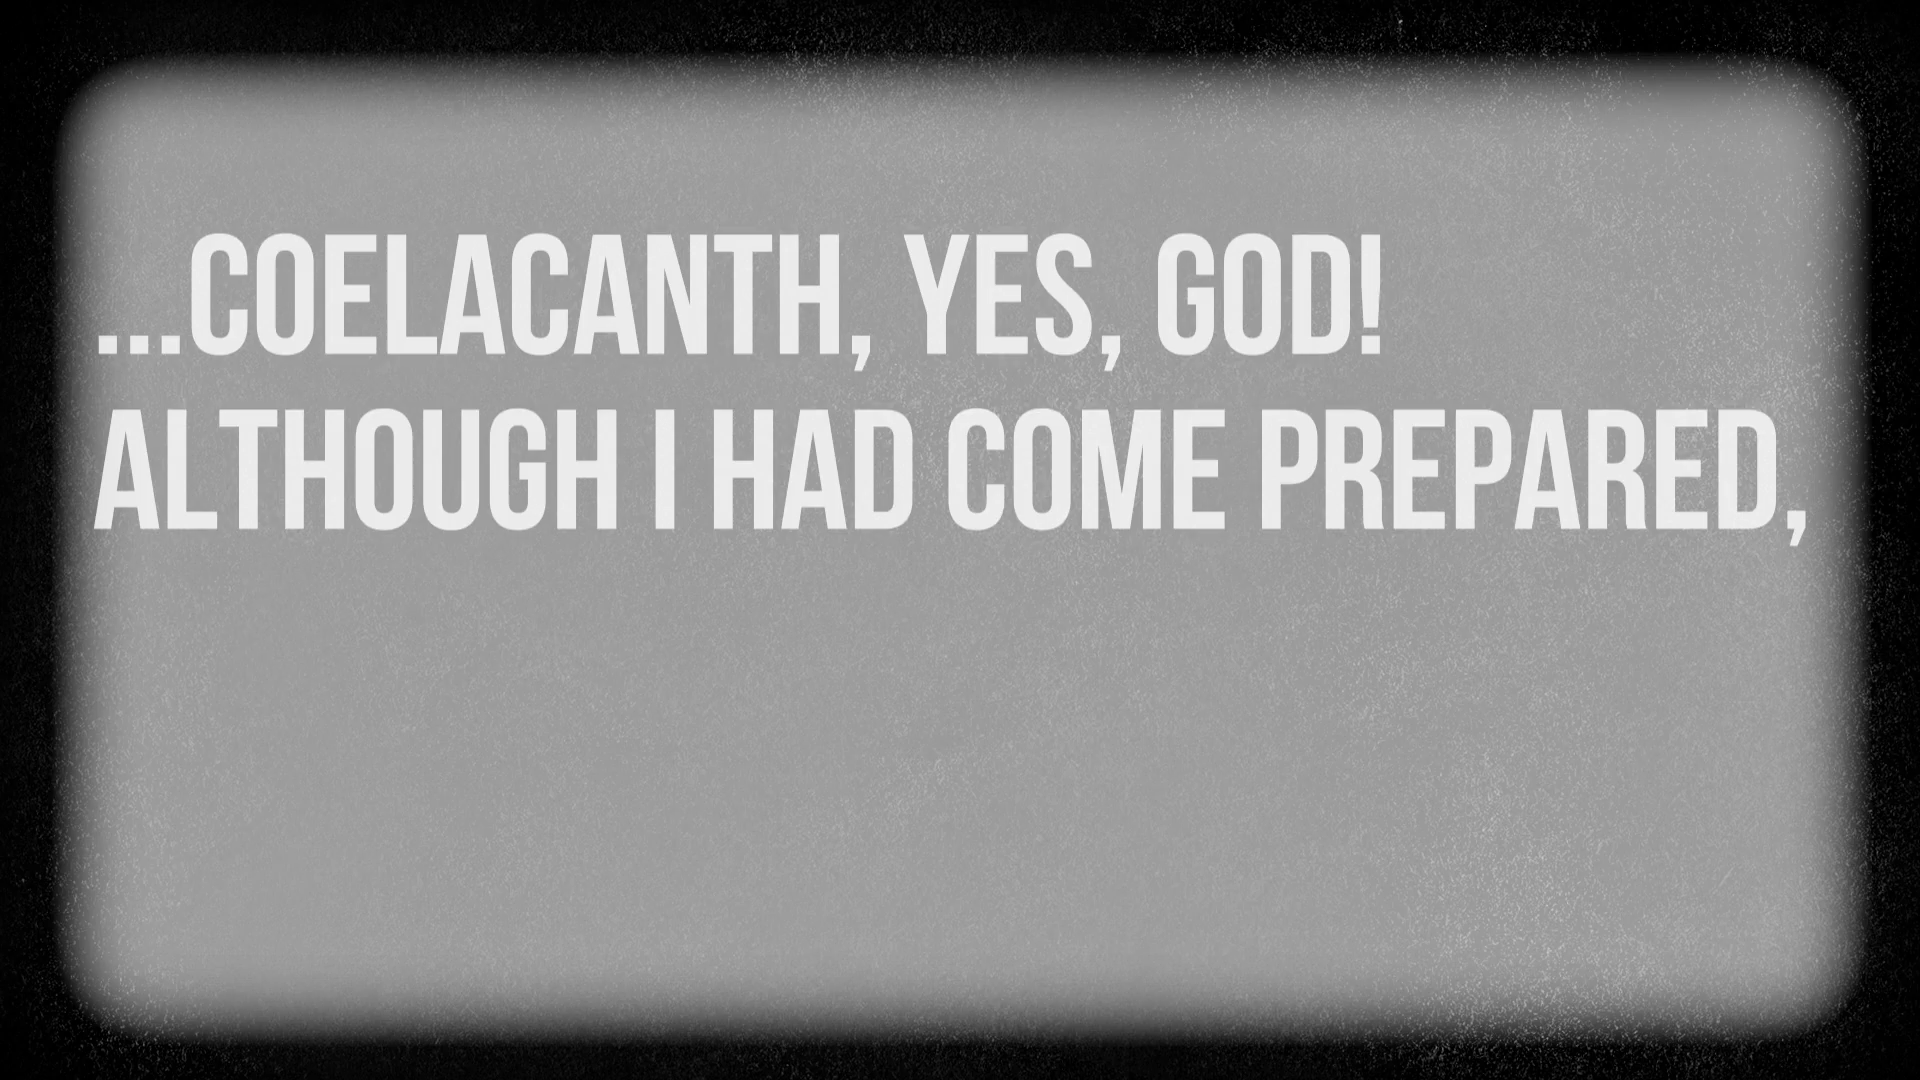 ...COELACANTH, YES, GOD!
ALTHOUGH I HAD COME PREPARED,